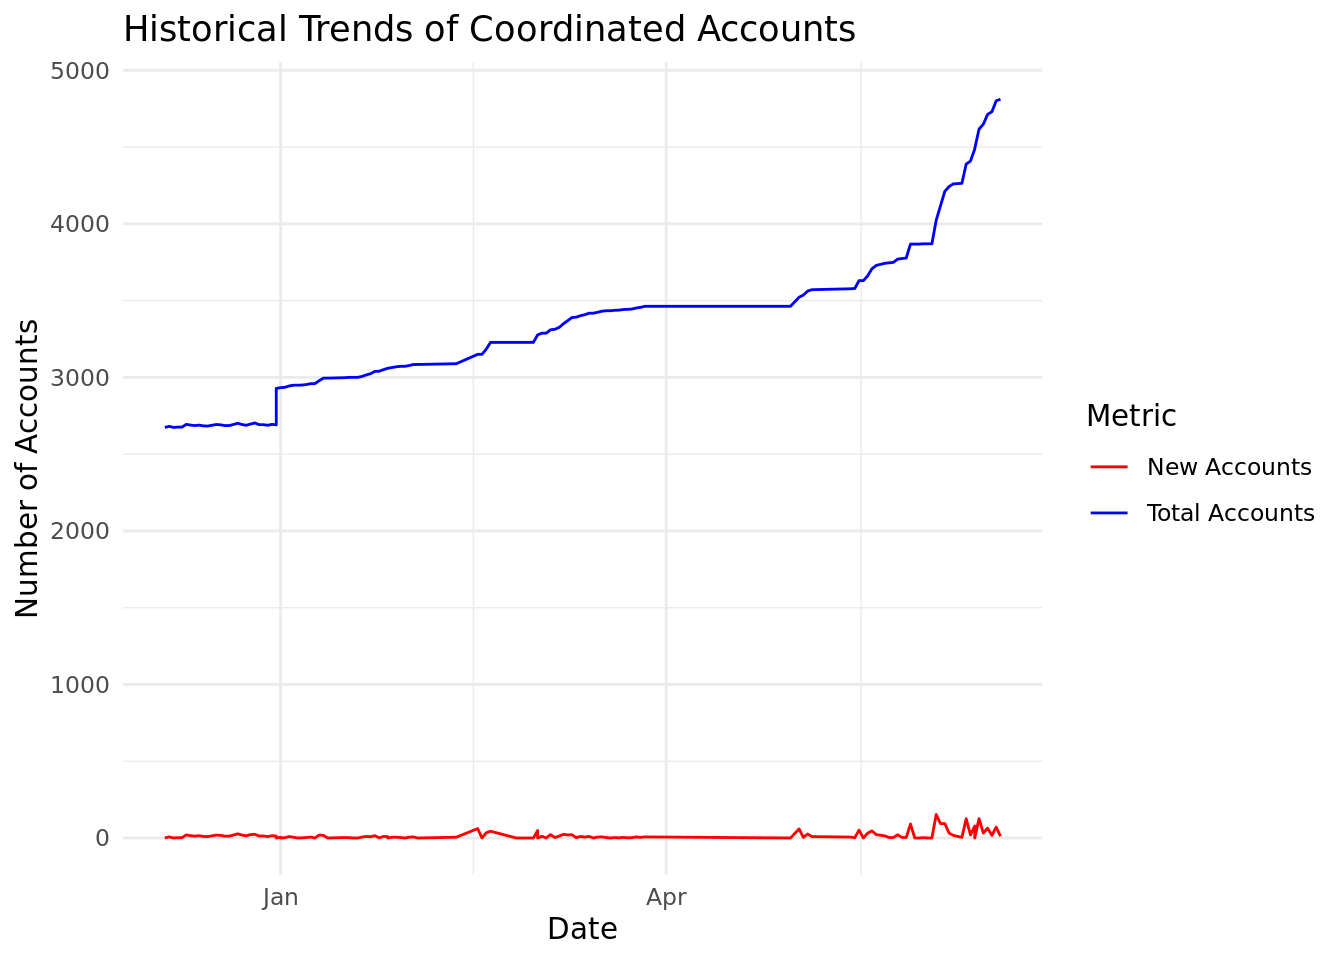 Historical Trends of Coordinated Accounts
5000
4000
3000
2000
1000
0
Number of Accounts
Jan
Apr
Date
Metric
New Accounts
Total Accounts